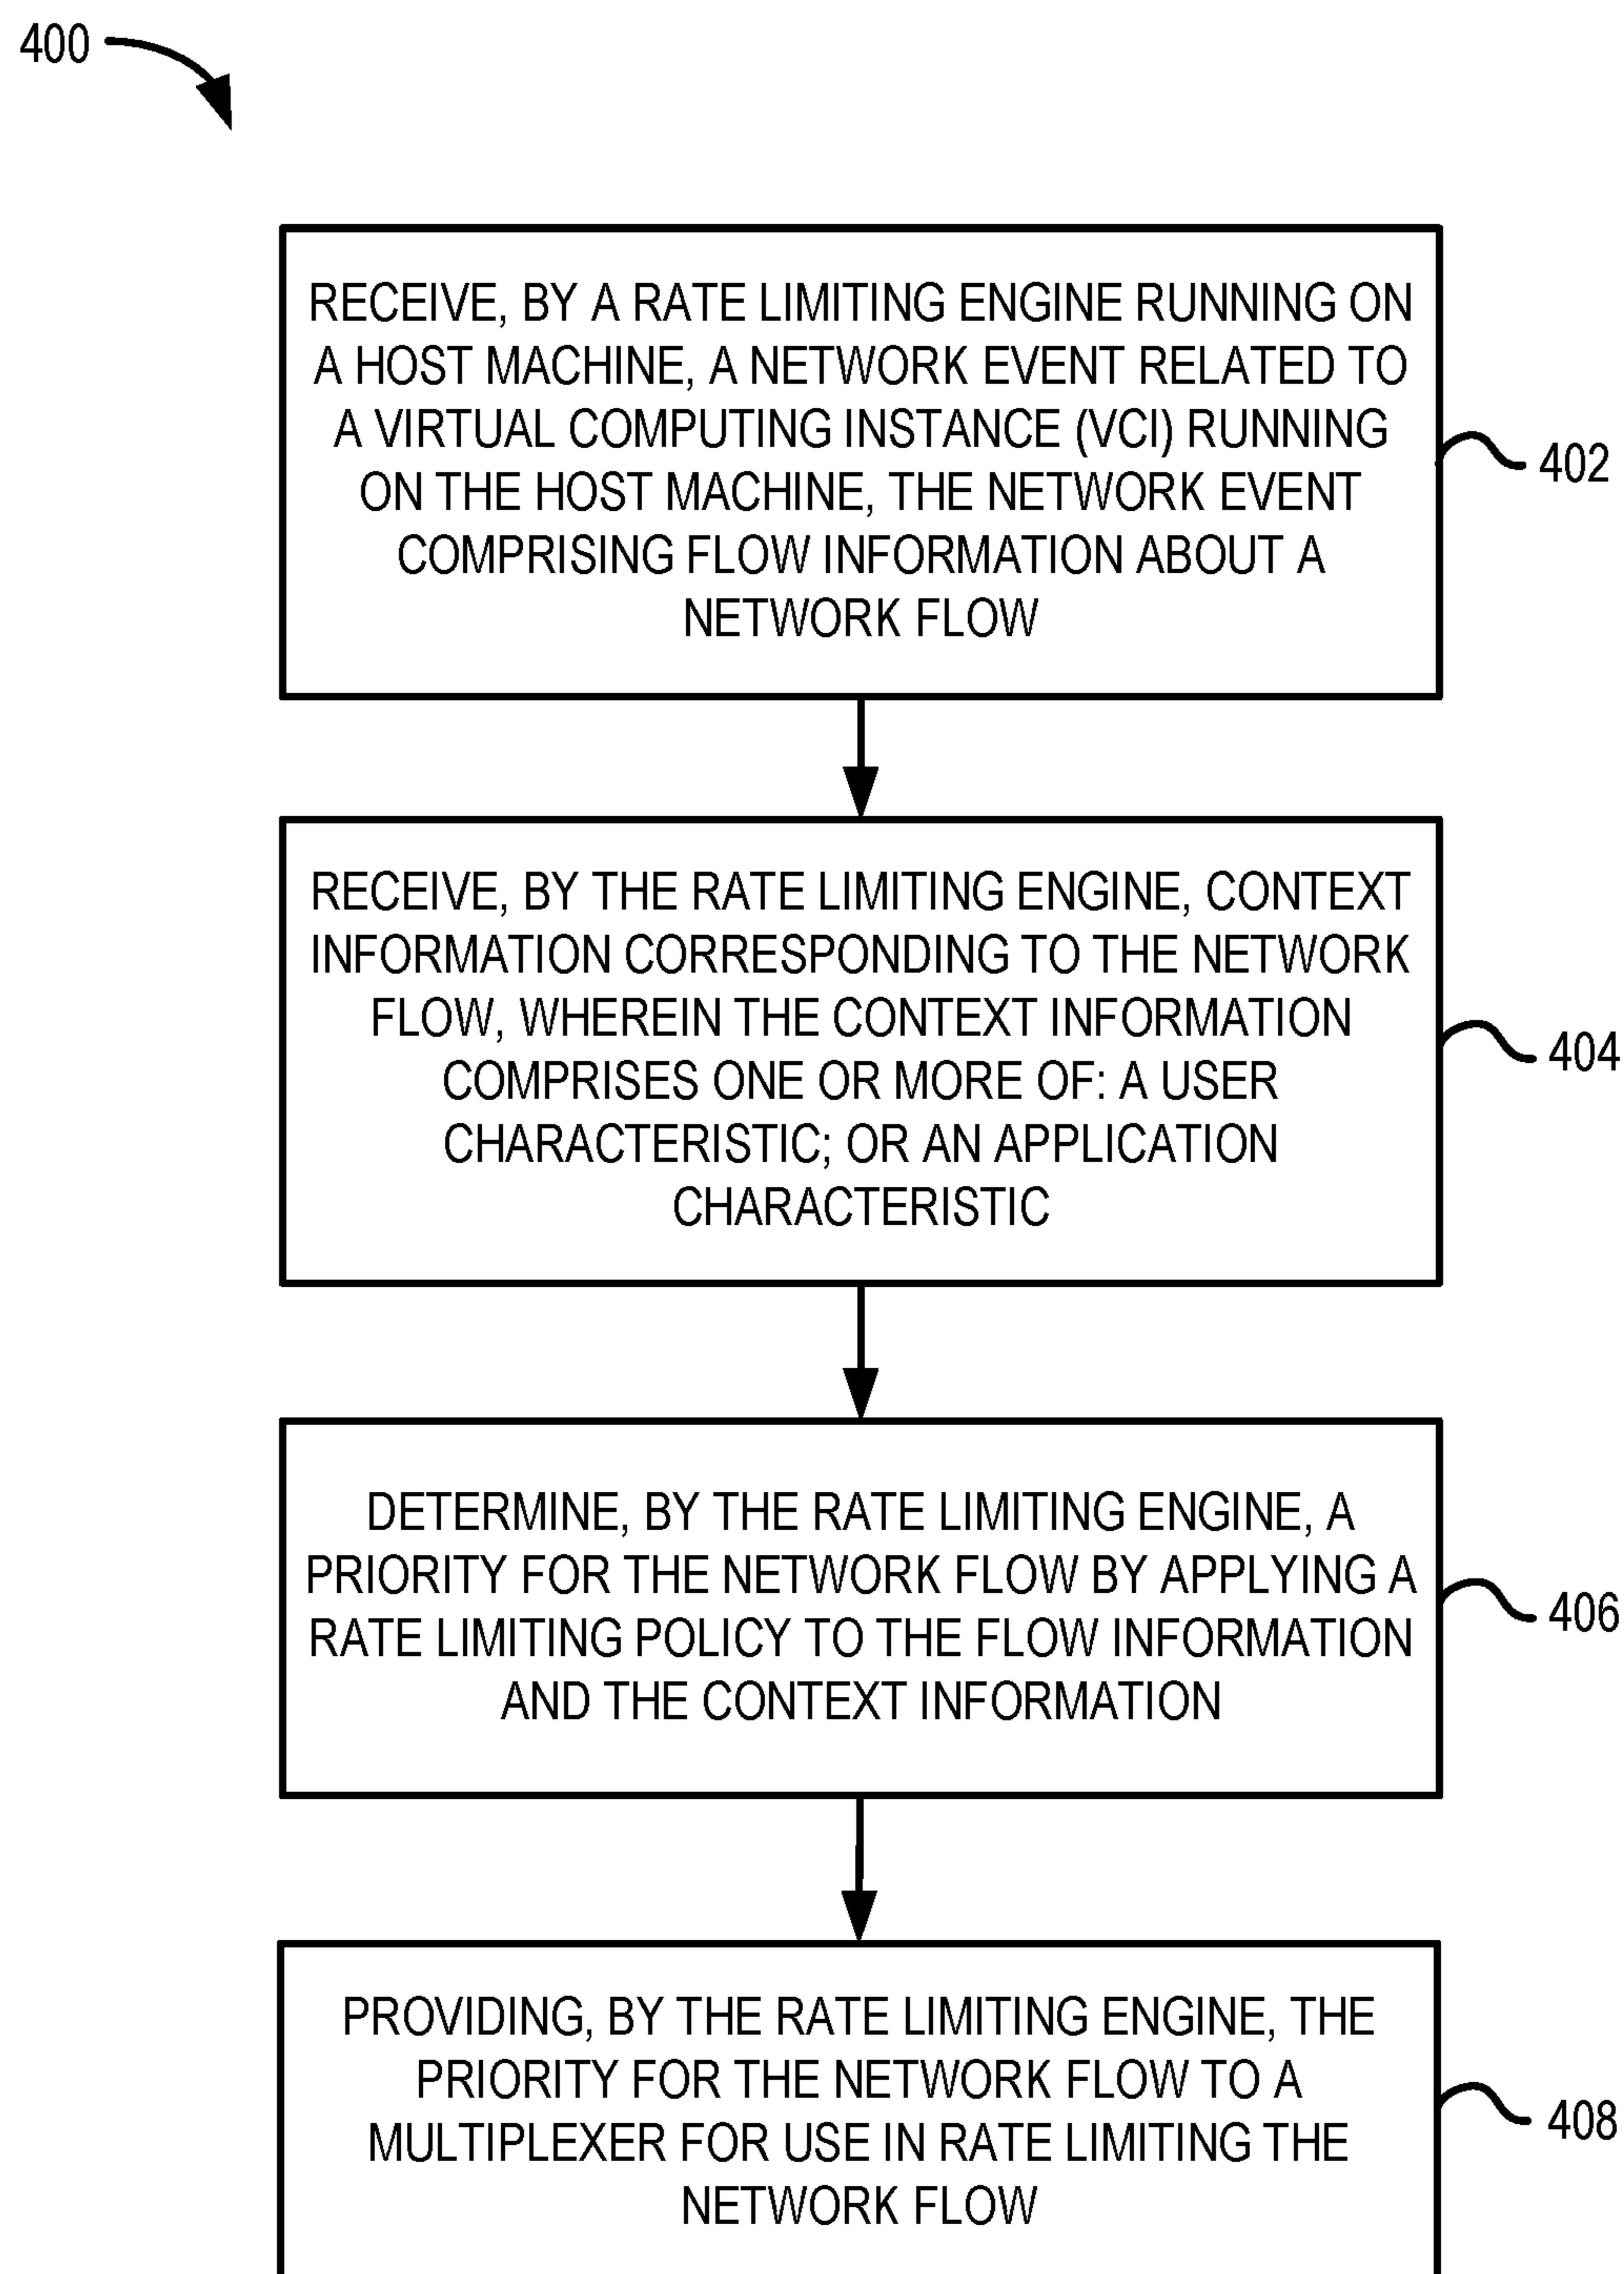 400
RECEIVE, BY A RATE LIMITING ENGINE RUNNING ON
A HOST MACHINE, A NETWORK EVENT RELATED TO
A VIRTUAL COMPUTING INSTANCE (VCI) RUNNING
ON THE HOST MACHINE, THE NETWORK EVENT
COMPRISING FLOW INFORMATION ABOUT A
NETWORK FLOW
402
RECEIVE, BY THE RATE LIMITING ENGINE, CONTEXT
INFORMATION CORRESPONDING TO THE NETWORK
FLOW, WHEREIN THE CONTEXT INFORMATION
COMPRISES ONE OR MORE OF: A USER
CHARACTERISTIC; OR AN APPLICATION
CHARACTERISTIC
404
DETERMINE, BY THE RATE LIMITING ENGINE, A
PRIORITY FOR THE NETWORK FLOW BY APPLYING A
RATE LIMITING POLICY TO THE FLOW INFORMATION
AND THE CONTEXT INFORMATION
406
PROVIDING, BY THE RATE LIMITING ENGINE, THE
PRIORITY FOR THE NETWORK FLOW TO A
MULTIPLEXER FOR USE IN RATE LIMITING THE
NETWORK FLOW
408